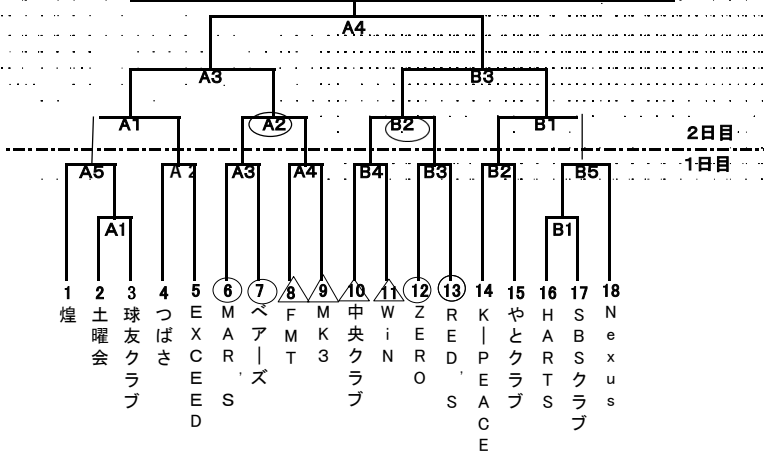 A4
A3
B3
A1
A2
B2
B1
2日目
1日目
A5
A2
A3
A4
B4
B3
B2
B5
A1
B1
1
2
3
4
5
6
7
8
9
10
11
12
13
14
15
16
17
18
煌
土曜会
球友クラブ
つばさ
EXCEED
MAR'S
ベアーズ
FMT
MK3
中央クラブ
WiN
ZERO
RED'S
K|PEACE
やとクラブ
HARTS
SBSクラブ
Nexus